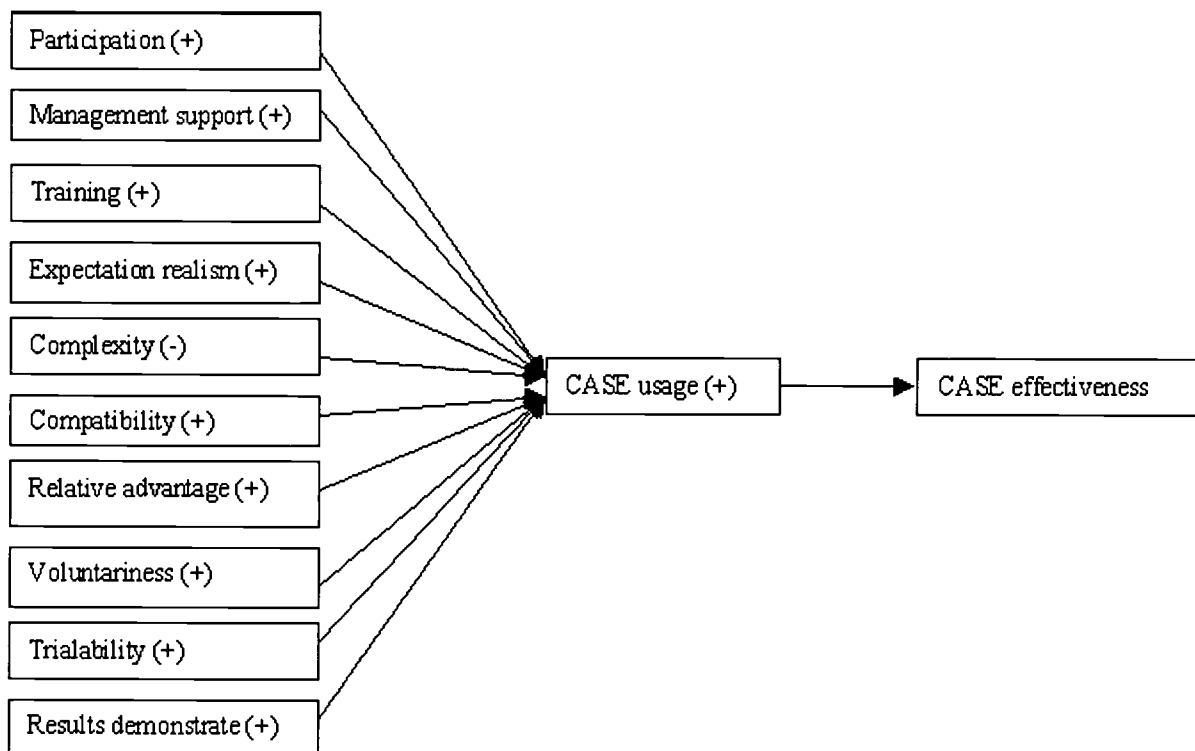 Participation (+)
Management support (+)
Training (+)
Expectation realism (+)
Complexity (-)
CASE usage (+)
CASE effectiveness
Compatibility (+)
Relative advantage (+)
Voluntariness (+)
Trialability (+)
Results demonstrate (+)